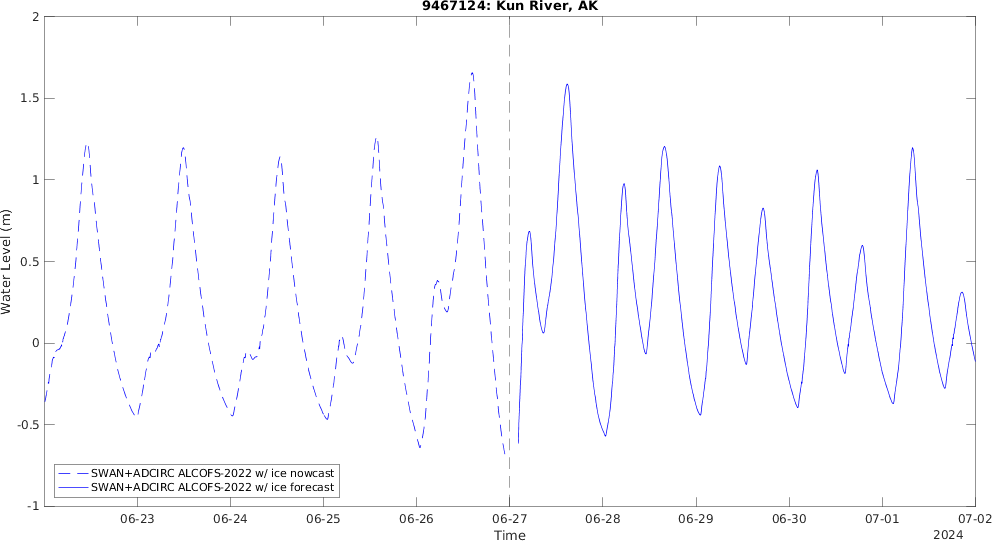 9467124: Kun River, AK
2
1.5
1
0.5
0
-0.5
-1
Water Level (m)
SWAN+ADCIRC ALCOFS-2022 w/ ice nowcast
SWAN+ADCIRC ALCOFS-2022 w/ ice forecast
06-23 06-24 06-25 06-26 06-27 06-28 06-29 06-30 07-01 07-02
Time
2024